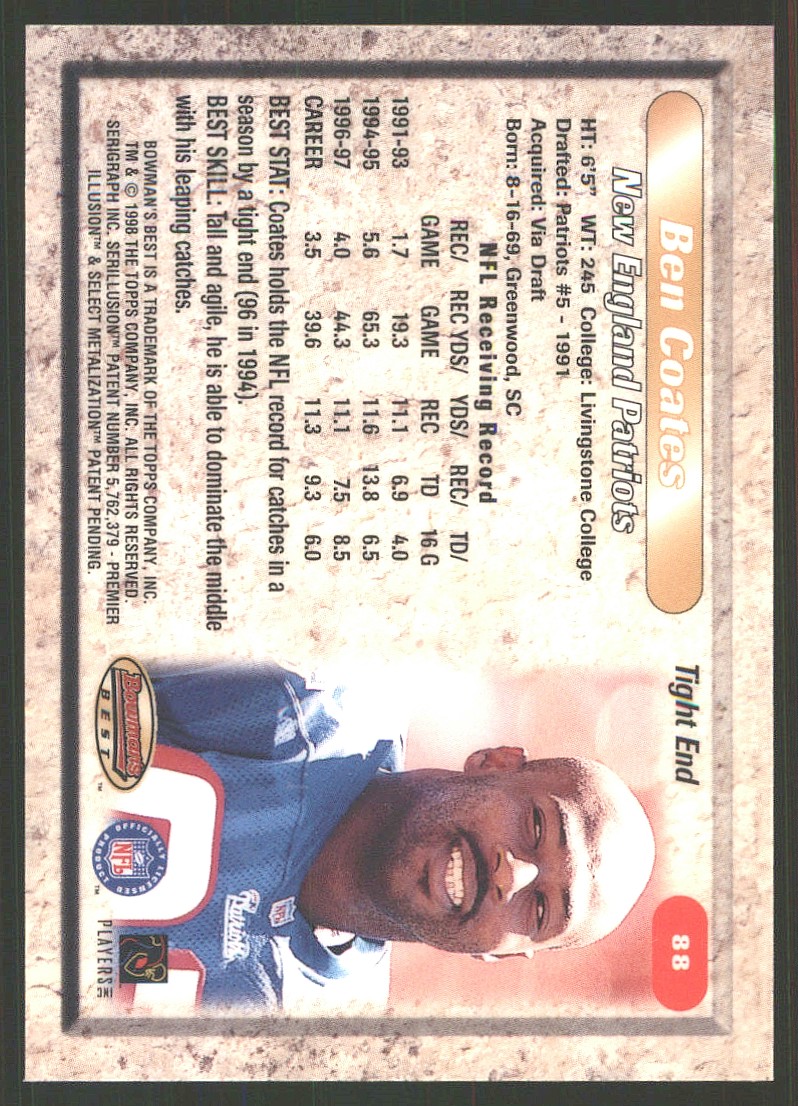 Ben Coates
Tight End
88
New England Patriots
HT: 6'5" WT: 245 College: Livingstone College
Drafted: Patriots #5 - 1991
Acquired: Via Draft
Born: 8-16-69, Greenwood, SC
NFL Receiving Record
REC/ REC YDS/ YDS/ REC/ TD/
GAME GAME REC TD 16 G
1991-93 1.7 19.3 11.1 6.9 4.0
1994-95 5.6 65.3 11.6 13.8 6.5
1996-97 4.0 44.3 11.1 7.5 8.5
CAREER 3.5 39.6 11.3 9.3 6.0
BEST STAT: Coates holds the NFL record for catches in a
season by a tight end (96 in 1994).
BEST SKILL: Tall and agile, he is able to dominate the middle
with his leaping catches.
BOWMAN'S BEST IS A TRADEMARK OF THE TOPPS COMPANY, INC.
TM & © 1998 THE TOPPS COMPANY, INC. ALL RIGHTS RESERVED.
SERIGRAPH INC. SERILLUSION™ PATENT NUMBER 5,762,379 - PREMIER
ILLUSION™ & SELECT METALIZATION™ PATENT PENDING.
Bowman's
BEST
™
OFFICIALLY LICENSED PRODUCT
NFL
™
PLAYERS INC
NFL
Patriots